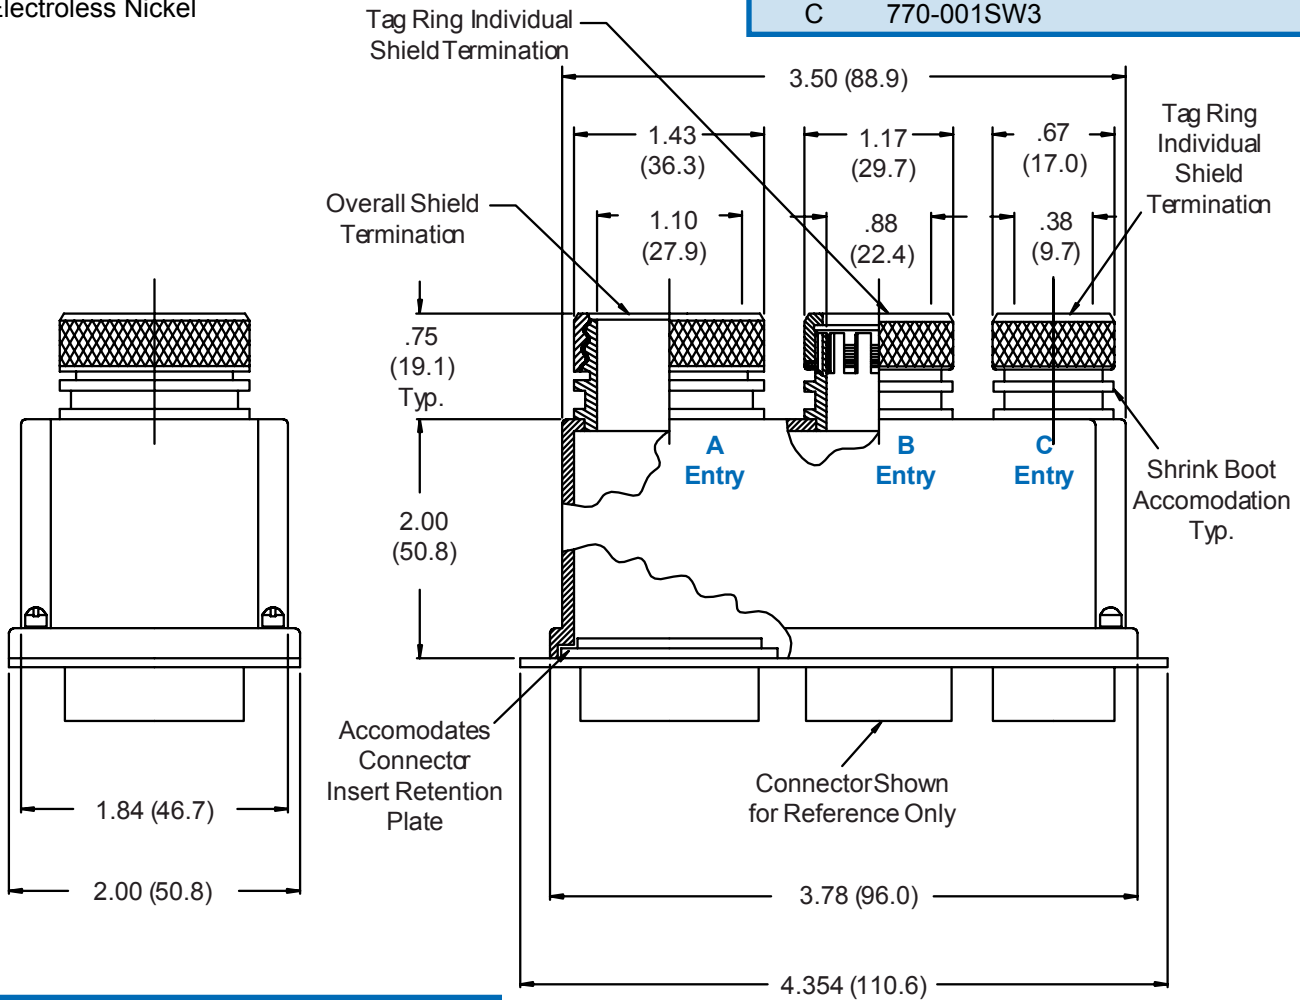 Electroless Nickel
C 770-001SW3
Tag Ring Individual
Shield Termination
3.50 (88.9)
1.43
(36.3)
1.17
(29.7)
.67
(17.0)
Tag Ring
Individual
Shield
Termination
Overall Shield
Termination
1.10
(27.9)
.88
(22.4)
.38
(9.7)
.75
(19.1)
Typ.
A
Entry
B
Entry
C
Entry
Shrink Boot
Accomodation
Typ.
2.00
(50.8)
Accomodates
Connector
Insert Retention
Plate
Connector Shown
for Reference Only
1.84 (46.7)
2.00 (50.8)
3.78 (96.0)
4.354 (110.6)